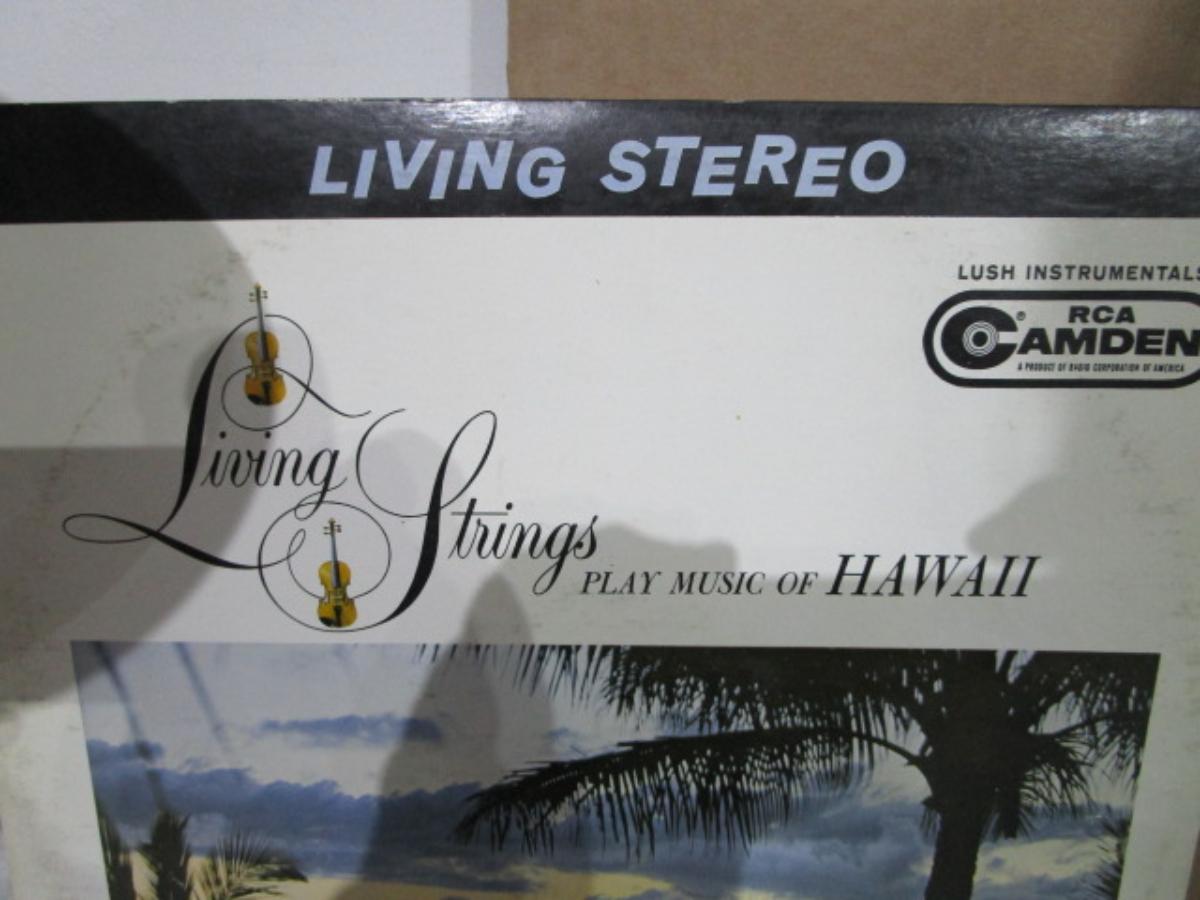 LIVING STEREO
LUSH INSTRUMENTALS
RCA
CAMDEN
®
A PRODUCT OF RADIO CORPORATION OF AMERICA
Living
Strings
PLAY MUSIC OF HAWAII